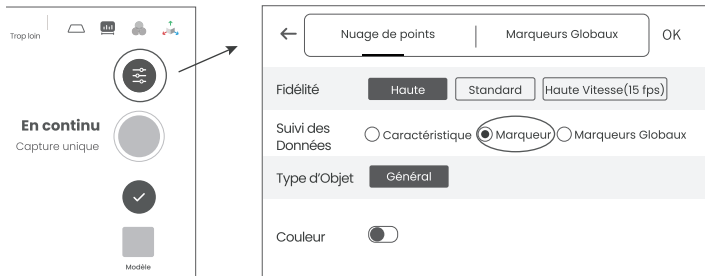 Trop loin
En continu
Capture unique
Modèle
Nuage de points
Marqueurs Globaux
OK
Fidélité
Haute
Standard
Haute Vitesse(15 fps)
Suivi des
Données
Caractéristique
Marqueur
Marqueurs Globaux
Type d’Objet
Général
Couleur